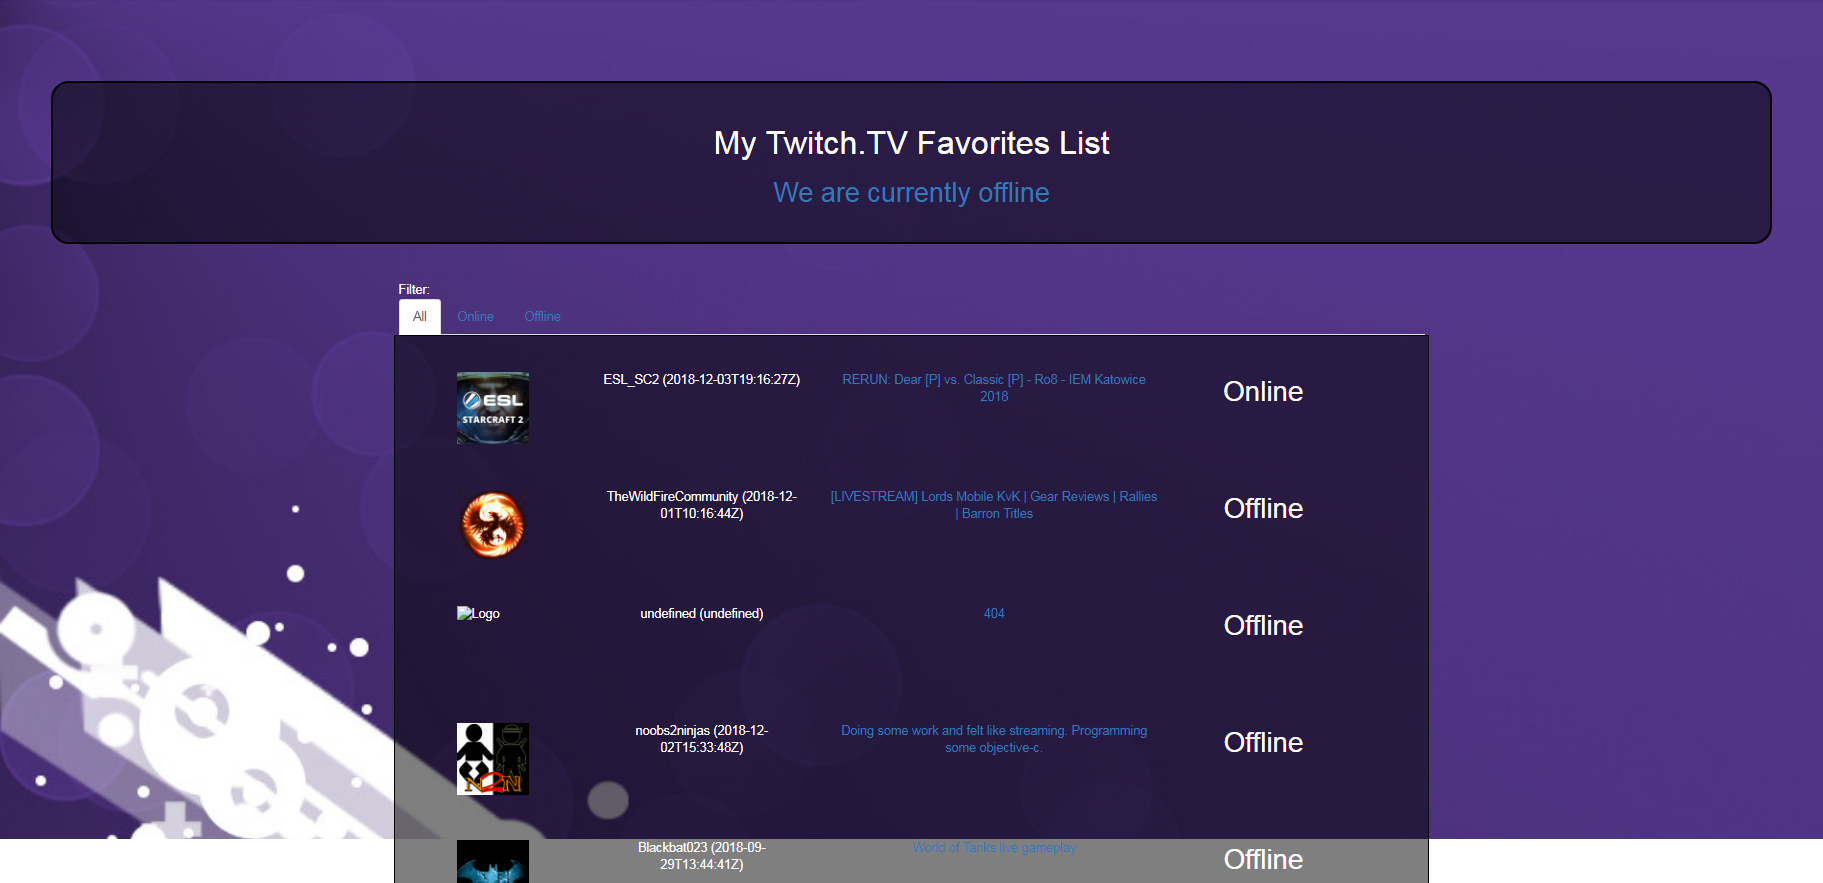 My Twitch.TV Favorites List
We are currently offline
Filter:
All Online Offline
ESL
STARCRAFT 2
ESL_SC2 (2018-12-03T19:16:27Z)
RERUN: Dear [P] vs. Classic [P] - Ro8 - IEM Katowice
2018
Online
TheWildFireCommunity (2018-12-
01T10:16:44Z)
[LIVESTREAM] Lords Mobile KvK | Gear Reviews | Rallies
| Barron Titles
Offline
Logo
undefined (undefined)
404
Offline
N2N
noobs2ninjas (2018-12-
02T15:33:48Z)
Doing some work and felt like streaming. Programming
some objective-c.
Offline
Blackbat023 (2018-09-
29T13:44:41Z)
World of Tanks live gameplay
Offline